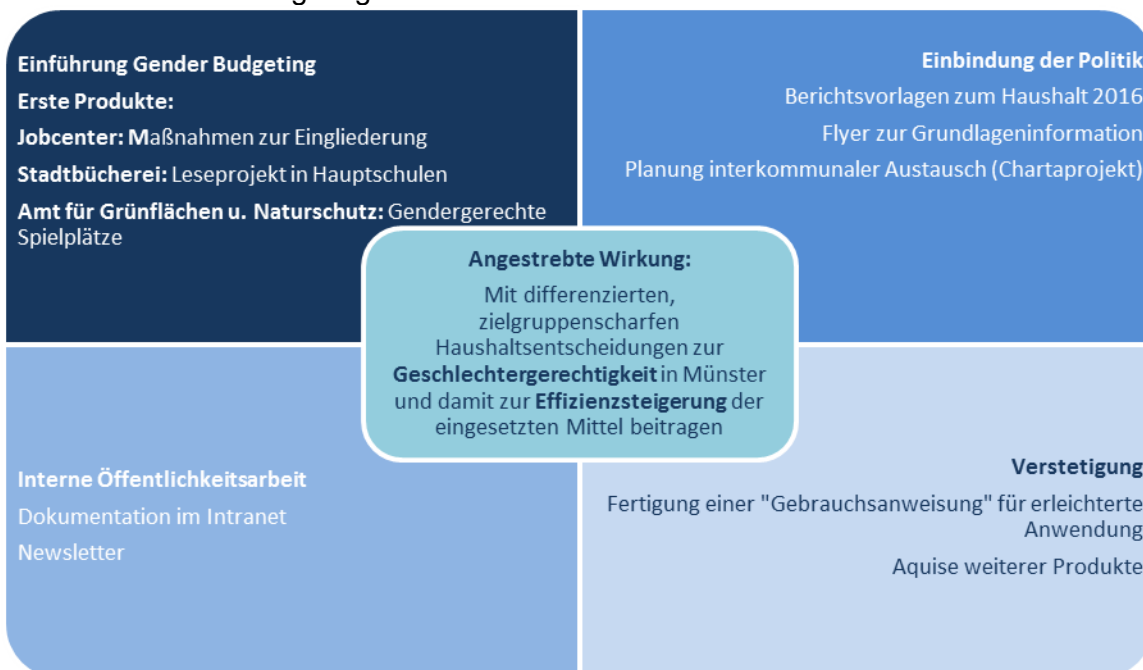 Einführung Gender Budgeting
Erste Produkte:
Jobcenter: Maßnahmen zur Eingliederung
Stadtbücherei: Leseprojekt in Hauptschulen
Amt für Grünflächen u. Naturschutz: Gendergerechte
Spielplätze
Einbindung der Politik
Berichtsvorlagen zum Haushalt 2016
Flyer zur Grundlageninformation
Planung interkommunaler Austausch (Chartaprojekt)
Angestrebte Wirkung:
Mit differenzierten,
zielgruppenscharfen
Haushaltsentscheidungen zur
Geschlechtergerechtigkeit in Münster
und damit zur Effizienzsteigerung der
eingesetzten Mittel beitragen
Interne Öffentlichkeitsarbeit
Dokumentation im Intranet
Newsletter
Verstetigung
Fertigung einer "Gebrauchsanweisung" für erleichterte
Anwendung
Aquise weiterer Produkte